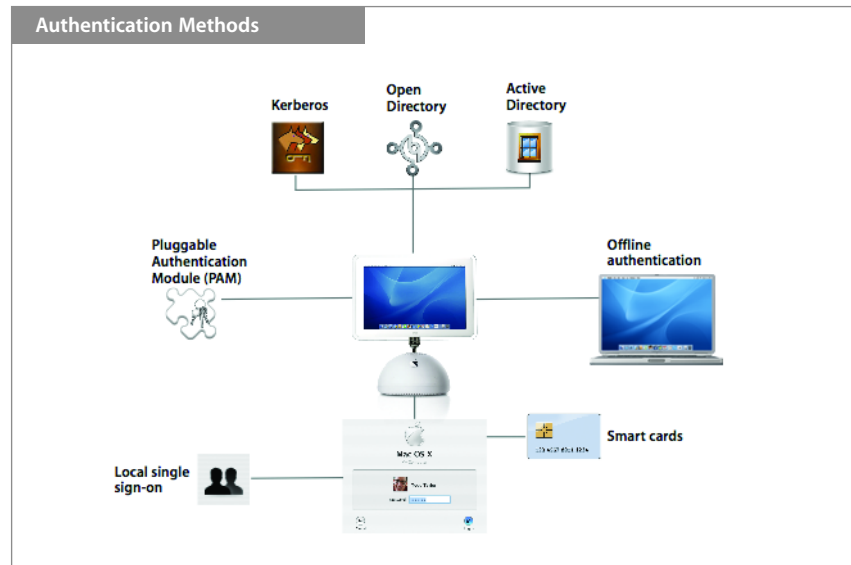 Authentication Methods
Kerberos
Open
Directory
Active
Directory
Pluggable
Authentication
Module (PAM)
Offline
authentication
Mac OS X
Smart cards
Local single
sign-on